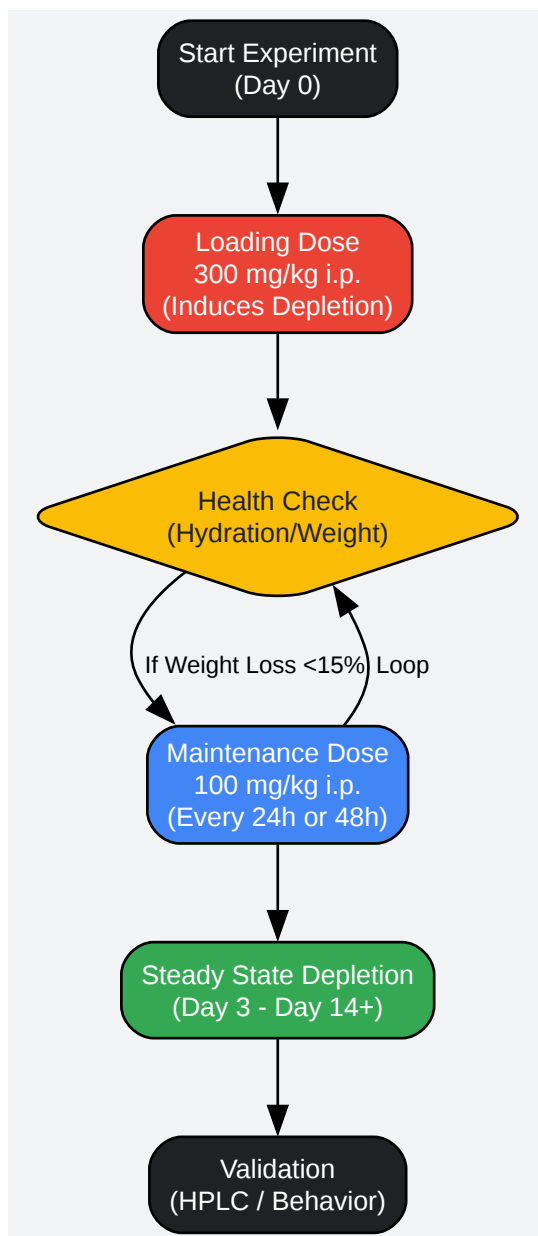 Start Experiment
(Day 0)
Loading Dose
300 mg/kg i.p.
(Induces Depletion)
Health Check
(Hydration/Weight)
If Weight Loss <15%
Loop
Maintenance Dose
100 mg/kg i.p.
(Every 24h or 48h)
Steady State Depletion
(Day 3 - Day 14+)
Validation
(HPLC / Behavior)